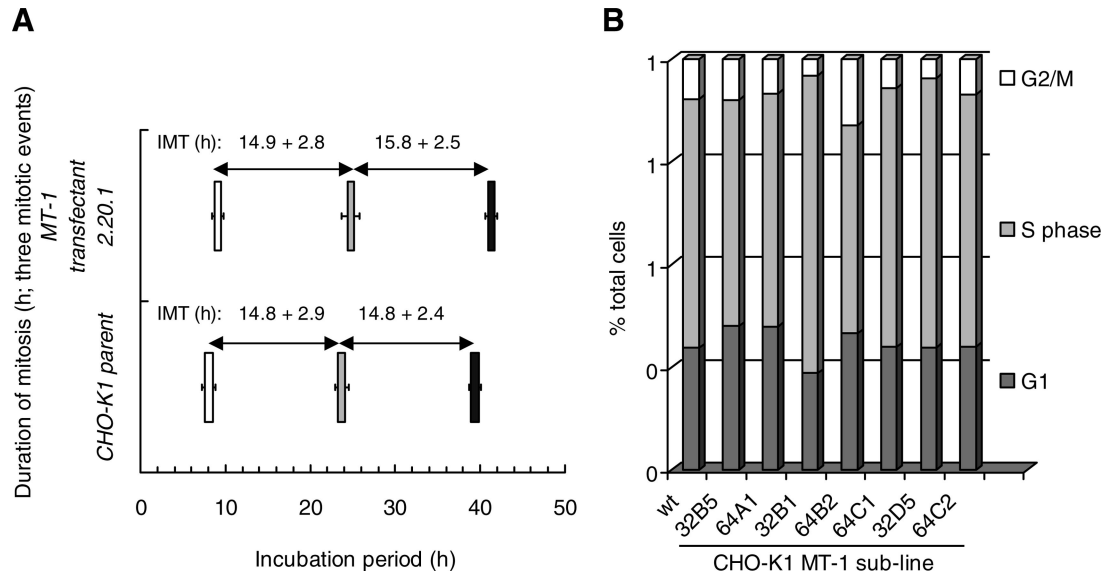 A
Duration of mitosis (h; three mitotic events)
MT-1
transfectant
2.20.1
CHO-K1 parent
IMT (h): 14.9 + 2.8 15.8 + 2.5
IMT (h): 14.8 + 2.9 14.8 + 2.4
0 10 20 30 40 50
Incubation period (h)
B
% total cells
1
1
1
0
0
G2/M
S phase
G1
wt 32B5 64A1 32B1 64B2 64C1 32D5 64C2
CHO-K1 MT-1 sub-line